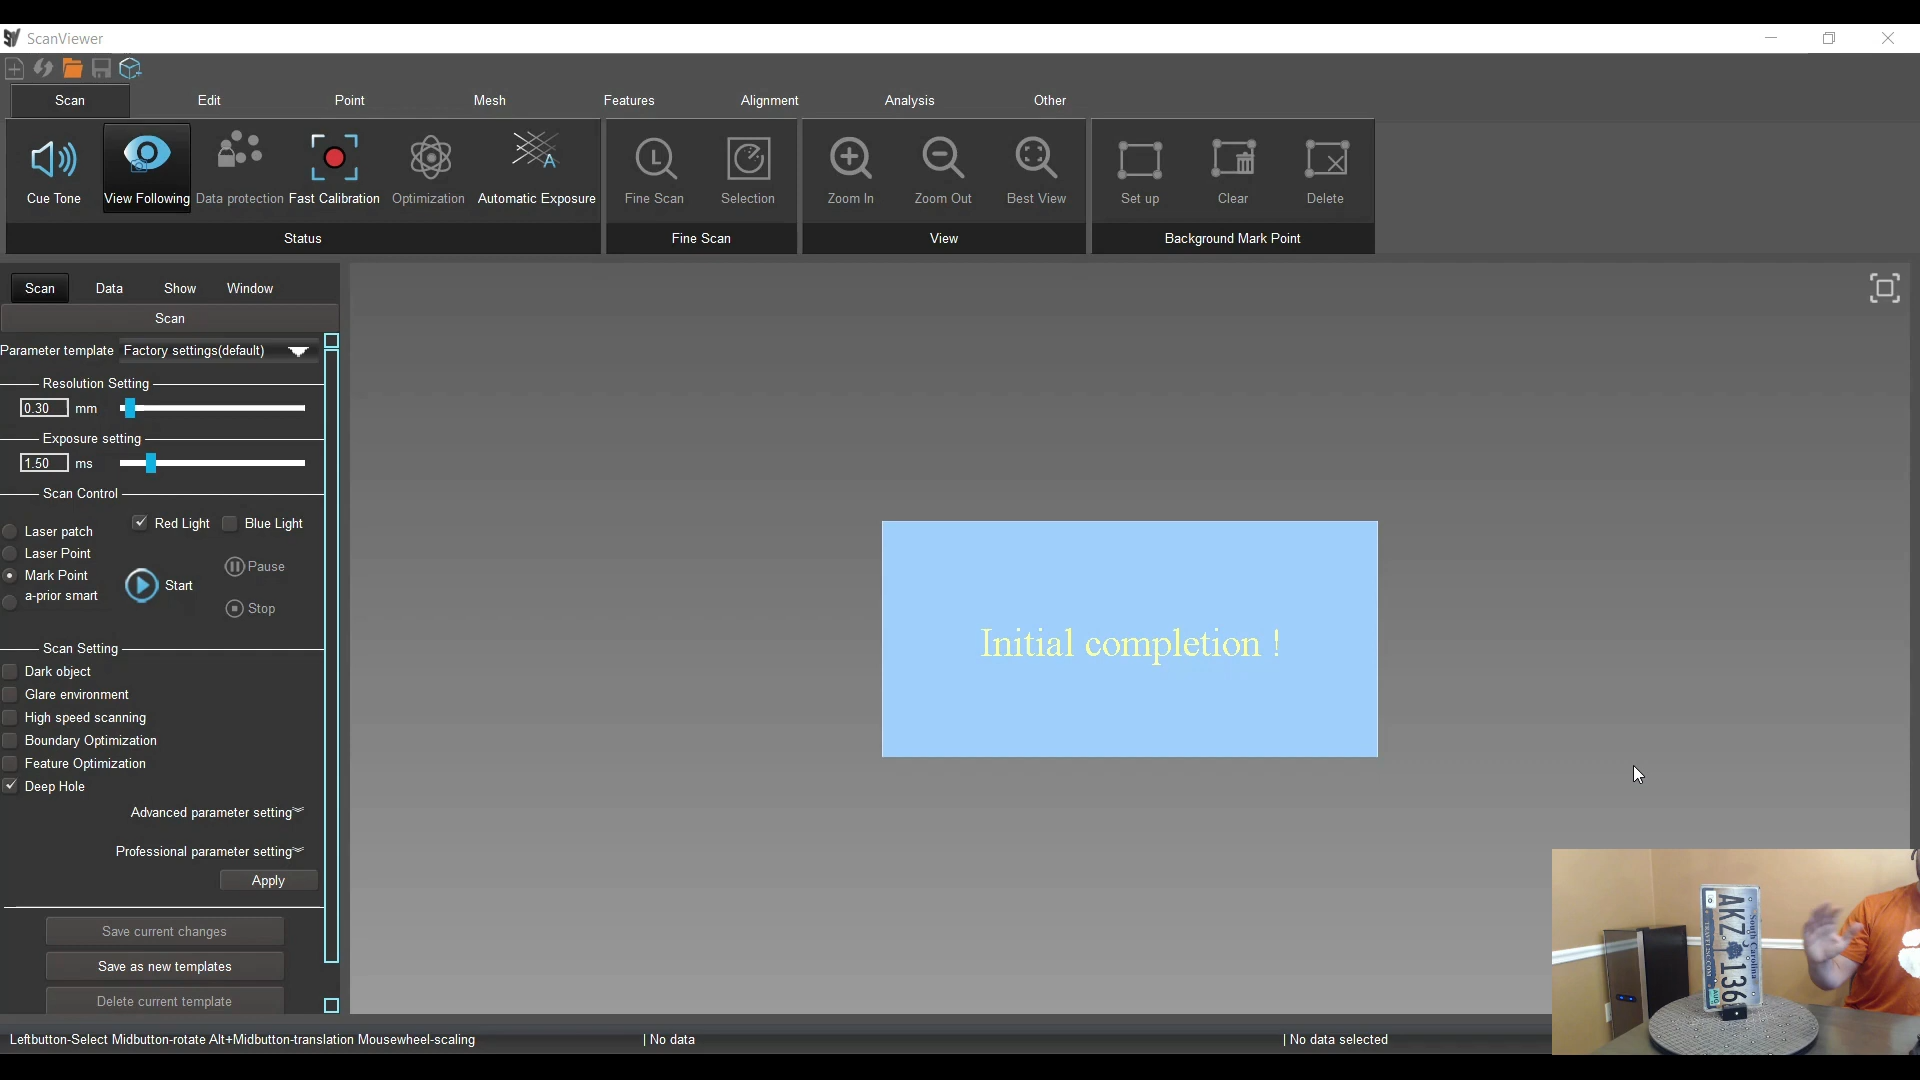 ScanViewer
Scan Edit Point Mesh Features Alignment Analysis Other
Cue Tone View Following Data protection Fast Calibration Optimization Automatic Exposure Fine Scan Selection Zoom In Zoom Out Best View Set up Clear Delete
Status Fine Scan View Background Mark Point
Scan Data Show Window
Scan
Parameter template Factory settings(default)
Resolution Setting
0.30 mm
Exposure setting
1.50 ms
Scan Control
Red Light Blue Light
Laser patch
Laser Point
Mark Point
a-prior smart
Start
Pause
Stop
Scan Setting
Dark object
Glare environment
High speed scanning
Boundary Optimization
Feature Optimization
Deep Hole
Advanced parameter setting
Professional parameter setting
Apply
Save current changes
Save as new templates
Delete current template
Initial completion !
South Carolina
AKZ 136
AUG
Leftbutton-Select Midbutton-rotate Alt+Midbutton-translation Mousewheel-scaling
| No data
| No data selected